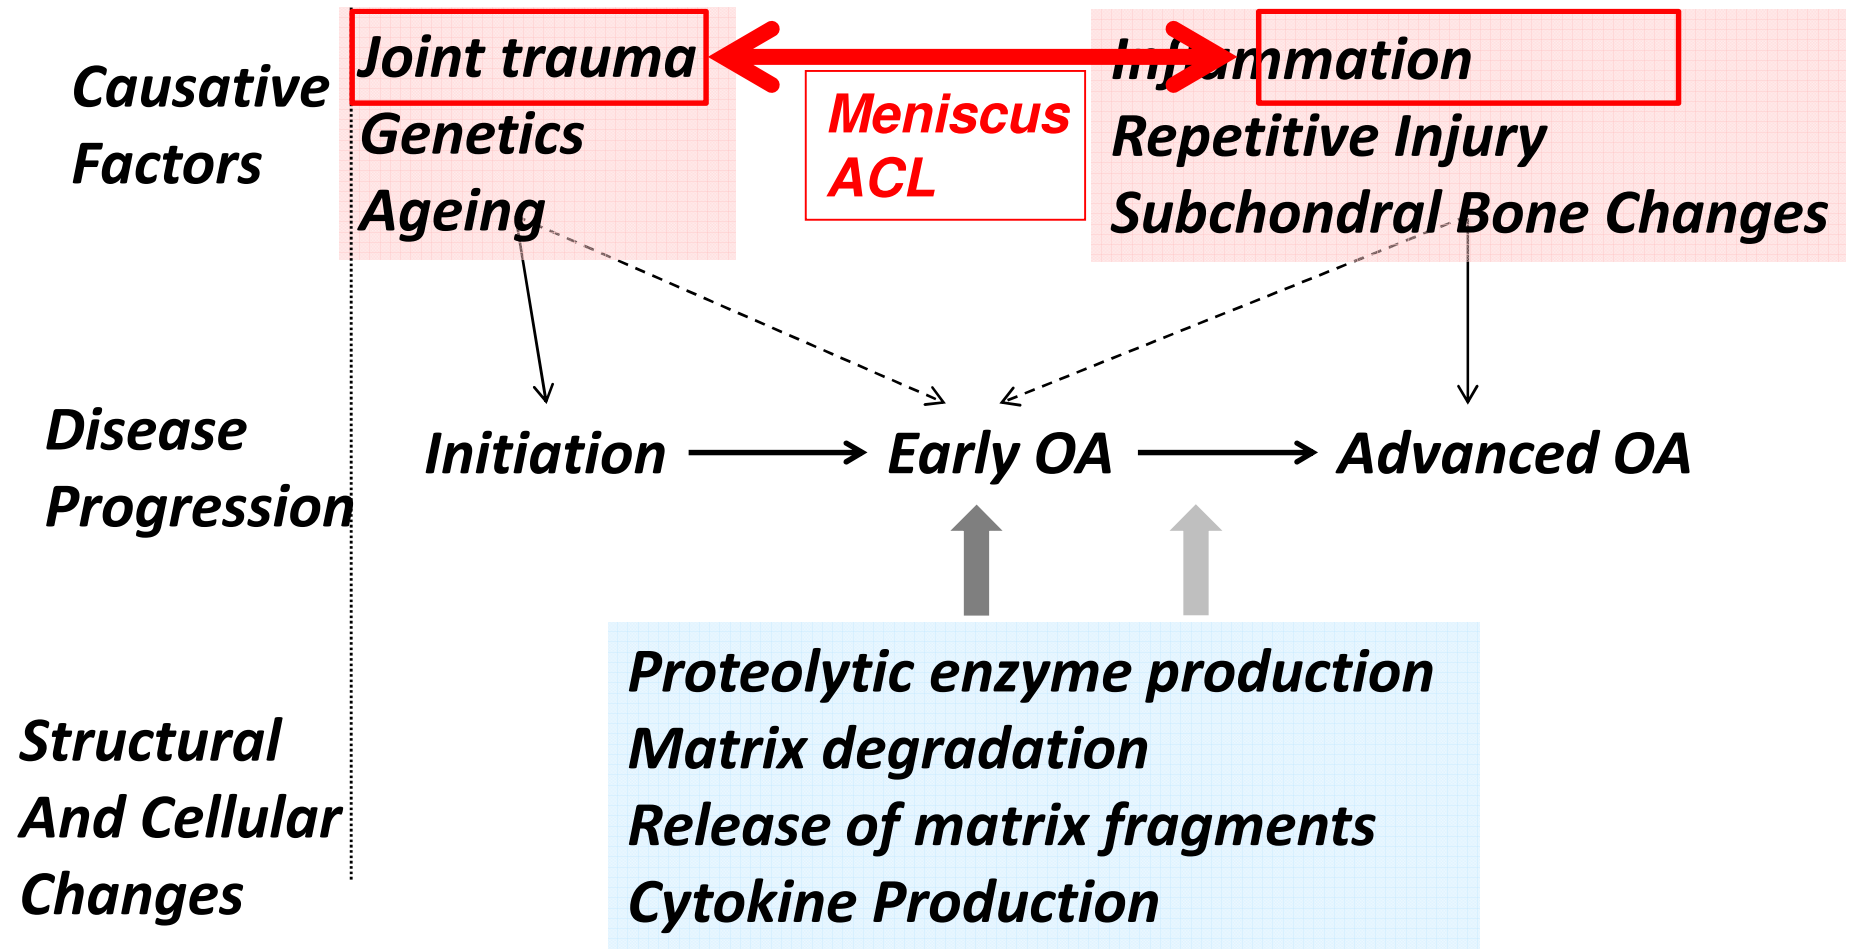 Causative
Factors
Joint trauma
Genetics
Ageing
Meniscus
ACL
Inflammation
Repetitive Injury
Subchondral Bone Changes
Disease
Progression
Initiation
Early OA
Advanced OA
Structural
And Cellular
Changes
Proteolytic enzyme production
Matrix degradation
Release of matrix fragments
Cytokine Production